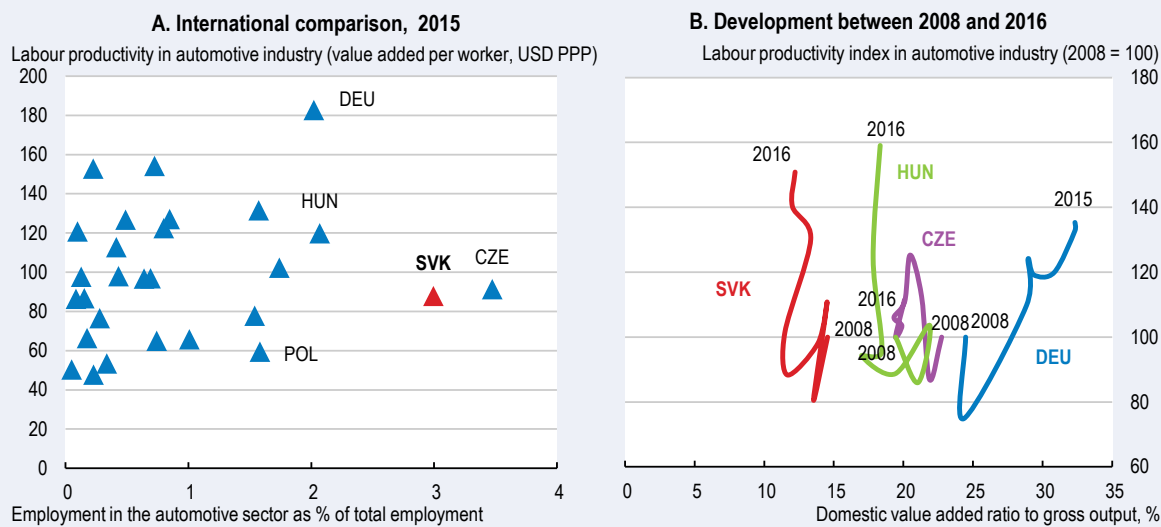 A. International comparison, 2015
Labour productivity in automotive industry (value added per worker, USD PPP)
200
180
160
140
120
100
80
60
40
20
0
DEU
HUN
SVK
CZE
POL
0 1 2 3 4
Employment in the automotive sector as % of total employment
B. Development between 2008 and 2016
Labour productivity index in automotive industry (2008 = 100)
180
160
140
120
100
80
60
2016
2016
HUN
2015
CZE
SVK
2016
2008
2008
2008
2008
DEU
0 5 10 15 20 25 30 35
Domestic value added ratio to gross output, %